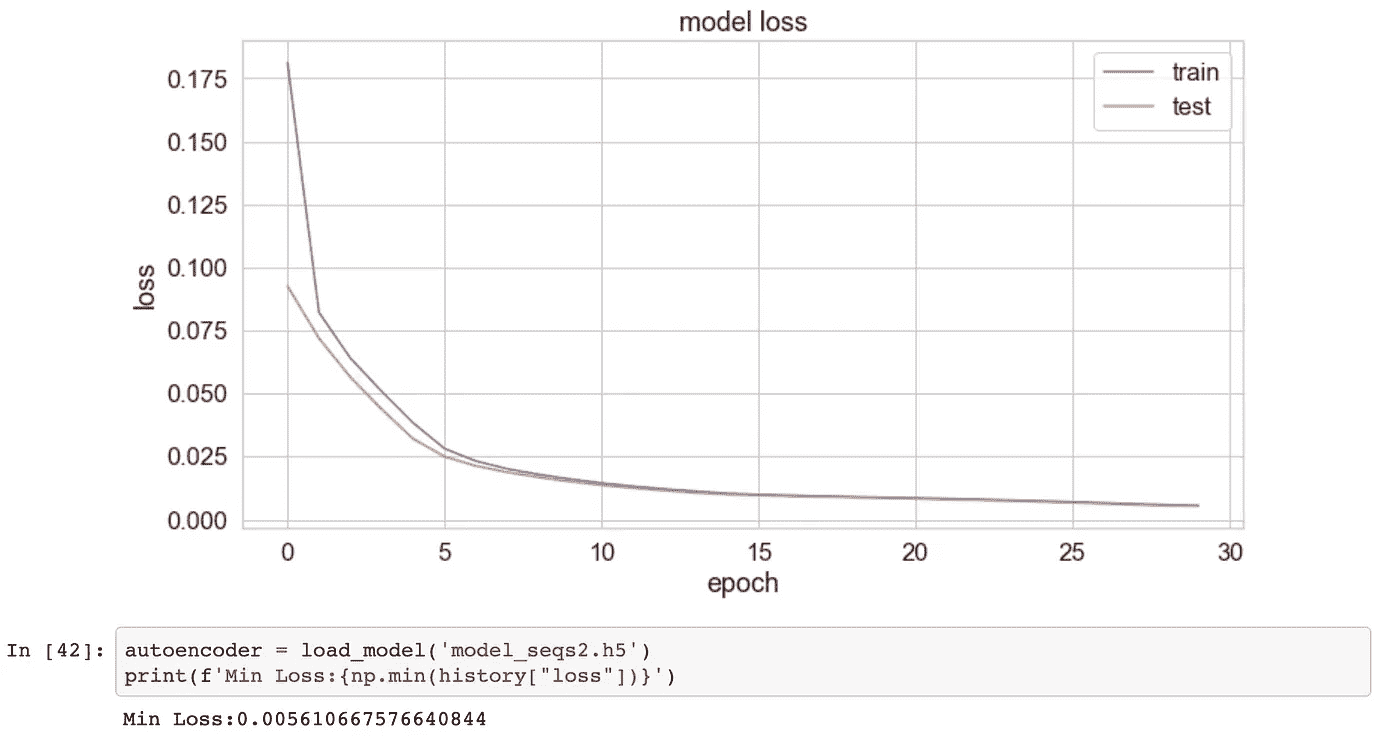 model loss
train
test
0.175
0.150
0.125
0.100
0.075
0.050
0.025
0.000
loss
0 5 10 15 20 25 30
epoch
In [42]: autoencoder = load_model('model_seqs2.h5')
print(f'Min Loss:{np.min(history["loss"])}')
Min Loss:0.005610667576640844